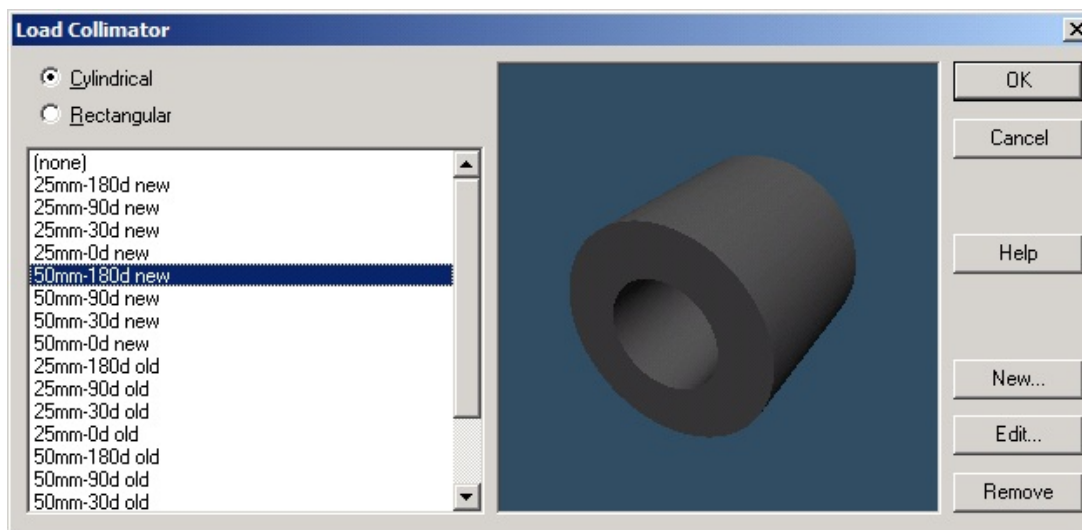 Load Collimator
Cylindrical
Rectangular
(none)
25mm-180d new
25mm-90d new
25mm-30d new
25mm-0d new
50mm-180d new
50mm-90d new
50mm-30d new
50mm-0d new
25mm-180d old
25mm-90d old
25mm-30d old
25mm-0d old
50mm-180d old
50mm-90d old
50mm-30d old
OK
Cancel
Help
New...
Edit...
Remove